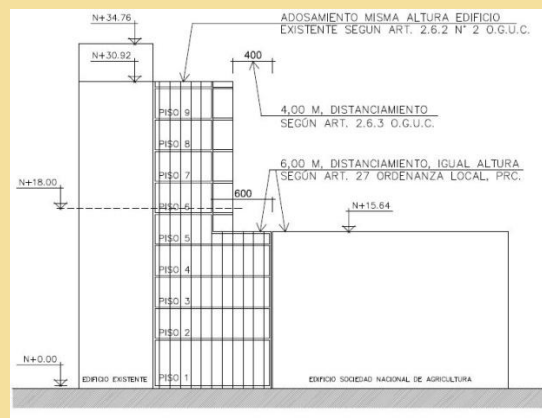 N+34.76
ADOSAMIENTO MISMA ALTURA EDIFICIO
EXISTENTE SEGUN ART. 2.6.2 N° 2 O.G.U.C.
N+30.92
400
PISO 9
4,00 M, DISTANCIAMIENTO
SEGÚN ART. 2.6.3 O.G.U.C.
PISO 8
6,00 M, DISTANCIAMIENTO, IGUAL ALTURA
SEGÚN ART. 27 ORDENANZA LOCAL, PRC.
PISO 7
600
N+18.00
PISO 6
N+15.64
PISO 5
PISO 4
PISO 3
PISO 2
N+0.00
EDIFICIO EXISTENTE
PISO 1
EDIFICIO SOCIEDAD NACIONAL DE AGRICULTURA